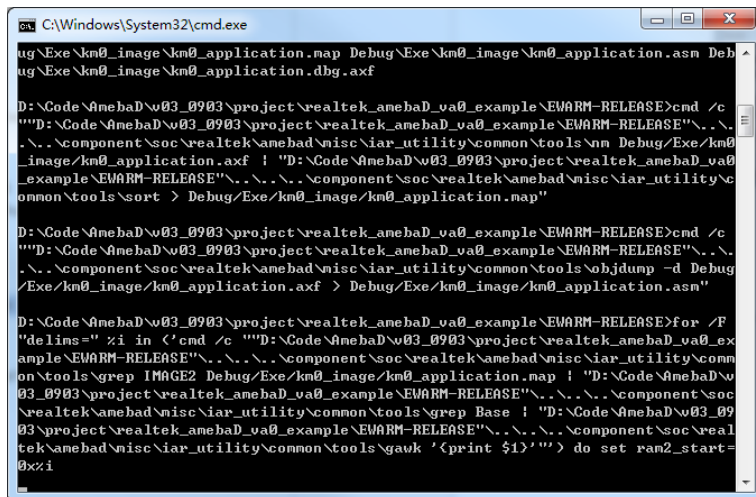 C:\Windows\System32\cmd.exe
ug\Exe\km0_image\km0_application.map Debug\Exe\km0_image\km0_application.asm Deb
ug\Exe\km0_image\km0_application.dbg.axf
D:\Code\AmebaD\v03_0903\project\realtek_amebaD_va0_example\EWARM-RELEASE>cmd /c
""D:\Code\AmebaD\v03_0903\project\realtek_amebaD_va0_example\EWARM-RELEASE"\..\.
.\..\component\soc\realtek\amebad\misc\iar_utility\common\tools\nm Debug/Exe/km0
_image/km0_application.axf | "D:\Code\AmebaD\v03_0903\project\realtek_amebaD_va0
_example\EWARM-RELEASE"\..\..\..\component\soc\realtek\amebad\misc\iar_utility\c
ommon\tools\sort > Debug/Exe/km0_image/km0_application.map"
D:\Code\AmebaD\v03_0903\project\realtek_amebaD_va0_example\EWARM-RELEASE>cmd /c
""D:\Code\AmebaD\v03_0903\project\realtek_amebaD_va0_example\EWARM-RELEASE"\..\.
.\..\component\soc\realtek\amebad\misc\iar_utility\common\tools\objdump -d Debug
/Exe/km0_image/km0_application.axf > Debug/Exe/km0_image/km0_application.asm"
D:\Code\AmebaD\v03_0903\project\realtek_amebaD_va0_example\EWARM-RELEASE>for /F
"delims=" %i in ('cmd /c ""D:\Code\AmebaD\v03_0903\project\realtek_amebaD_va0_ex
ample\EWARM-RELEASE"\..\..\..\component\soc\realtek\amebad\misc\iar_utility\comm
on\tools\grep IMAGE2 Debug/Exe/km0_image/km0_application.map | "D:\Code\AmebaD\v
03_0903\project\realtek_amebaD_va0_example\EWARM-RELEASE"\..\..\..\component\soc
\realtek\amebad\misc\iar_utility\common\tools\grep Base | "D:\Code\AmebaD\v03_09
03\project\realtek_amebaD_va0_example\EWARM-RELEASE"\..\..\..\component\soc\real
tek\amebad\misc\iar_utility\common\tools\gawk '{print $1}'"') do set ram2_start=
0x%i